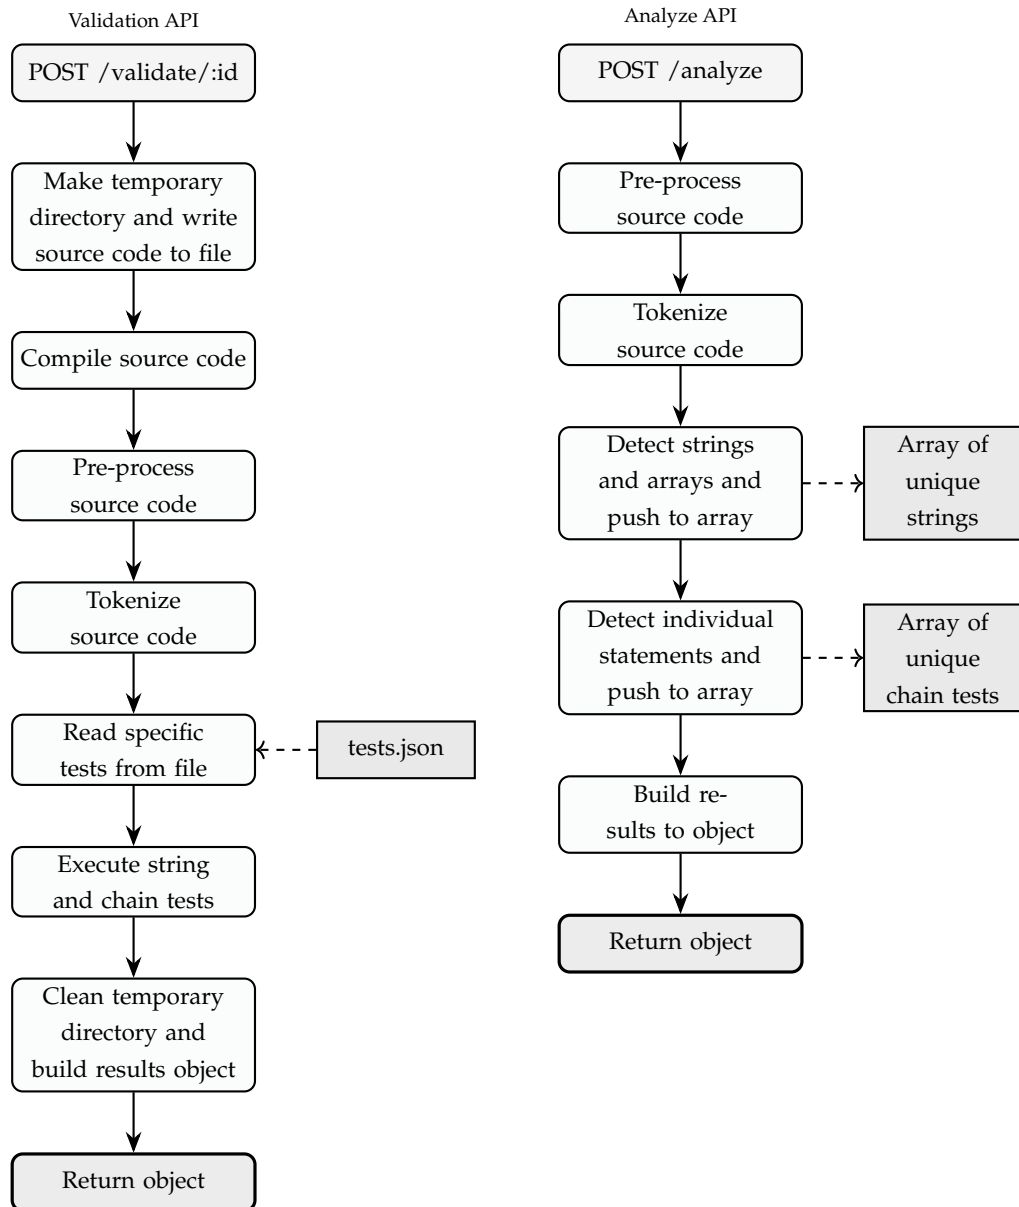 Validation API
POST /validate/:id
Make temporary
directory and write
source code to file
Compile source code
Pre-process
source code
Tokenize
source code
Read specific
tests from file
tests.json
Execute string
and chain tests
Clean temporary
directory and
build results object
Return object
Analyze API
POST /analyze
Pre-process
source code
Tokenize
source code
Detect strings
and arrays and
push to array
Array of
unique
strings
Detect individual
statements and
push to array
Array of
unique
chain tests
Build re-
sults to object
Return object